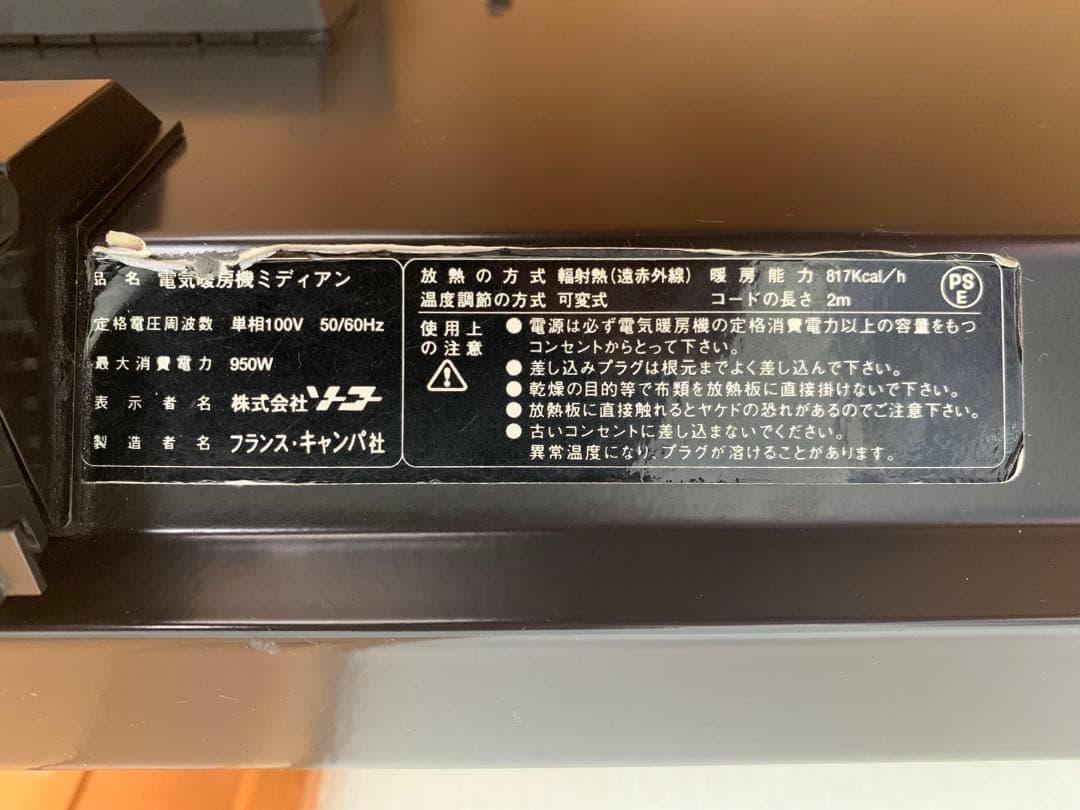 品名 電気暖房機ミディアン
定格電圧周波数 単相100V 50/60Hz
最大消費電力 950W
表示者名 株式会社ソーゴー
製造者名 フランス・キャンパ社
放熱の方式 輻射熱(遠赤外線) 暖房能力 817Kcal/h
温度調節の方式 可変式 コードの長さ 2m
PS
E
使用上
の注意
● 電源は必ず電気暖房機の定格消費電力以上の容量をもつ
コンセントからとって下さい。
● 差し込みプラグは根元までよく差し込んで下さい。
● 乾燥の目的等で布類を放熱板に直接掛けないで下さい。
● 放熱板に直接触れるとヤケドの恐れがあるのでご注意下さい。
● 古いコンセントに差し込まないでください。
異常温度になり、プラグが溶けることがあります。